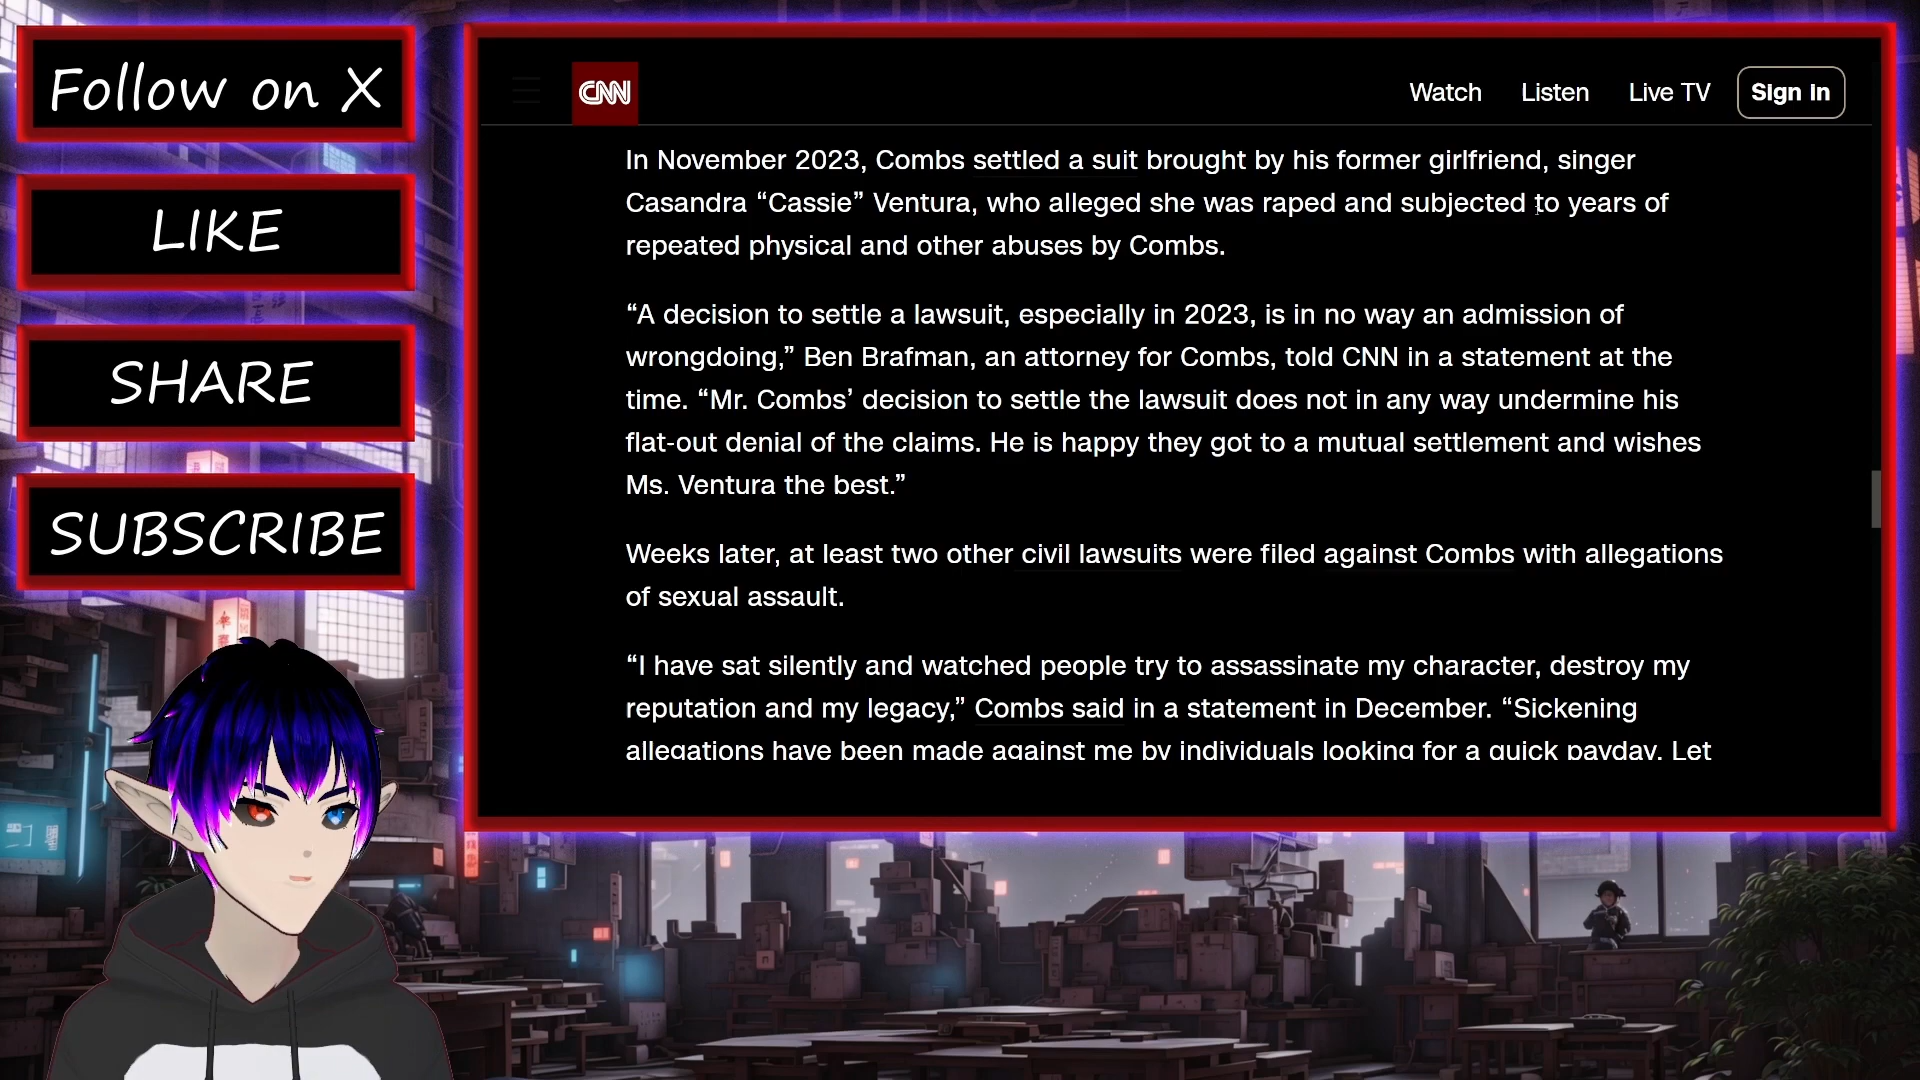 Follow on X
LIKE
SHARE
SUBSCRIBE
CNN
Watch Listen Live TV Sign in
In November 2023, Combs settled a suit brought by his former girlfriend, singer
Casandra “Cassie” Ventura, who alleged she was raped and subjected to years of
repeated physical and other abuses by Combs.
“A decision to settle a lawsuit, especially in 2023, is in no way an admission of
wrongdoing,” Ben Brafman, an attorney for Combs, told CNN in a statement at the
time. “Mr. Combs’ decision to settle the lawsuit does not in any way undermine his
flat-out denial of the claims. He is happy they got to a mutual settlement and wishes
Ms. Ventura the best.”
Weeks later, at least two other civil lawsuits were filed against Combs with allegations
of sexual assault.
“I have sat silently and watched people try to assassinate my character, destroy my
reputation and my legacy,” Combs said in a statement in December. “Sickening
allegations have been made against me by individuals looking for a quick payday. Let